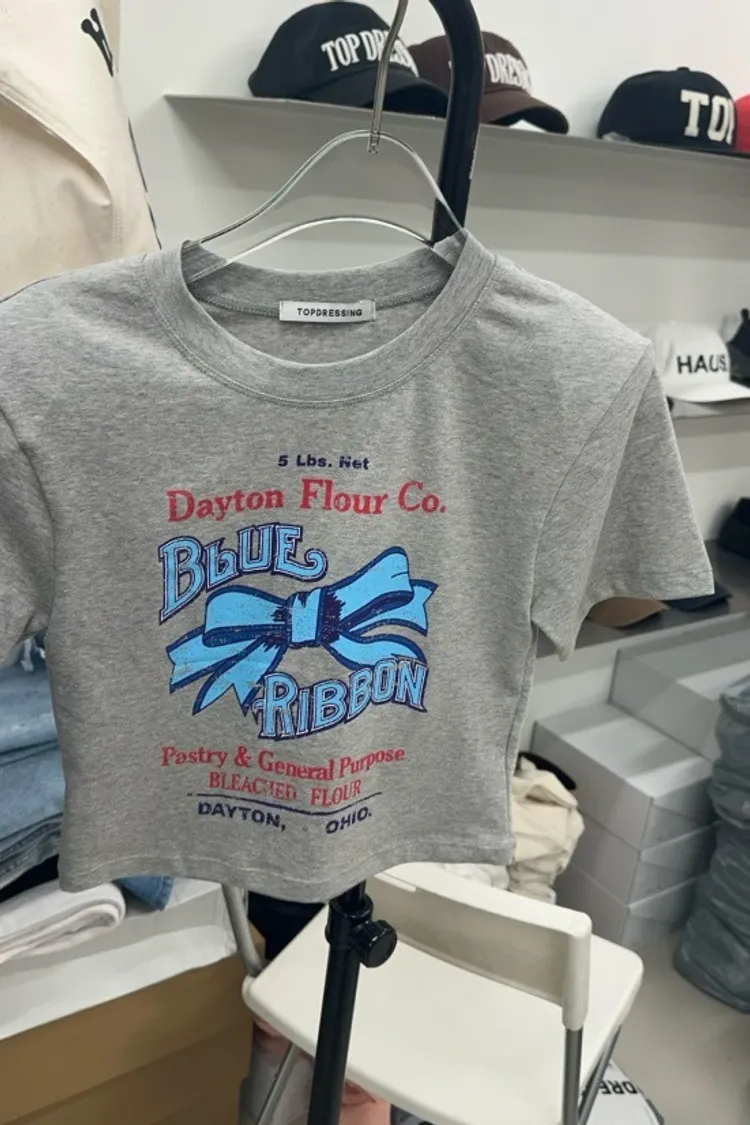 TOP DRESS
DRESS
TO
HAUS
TOPDRESSING
5 Lbs. Net
Dayton Flour Co.
BLUE
RIBBON
Pastry & General Purpose
BLEACHED FLOUR
DAYTON, OHIO.